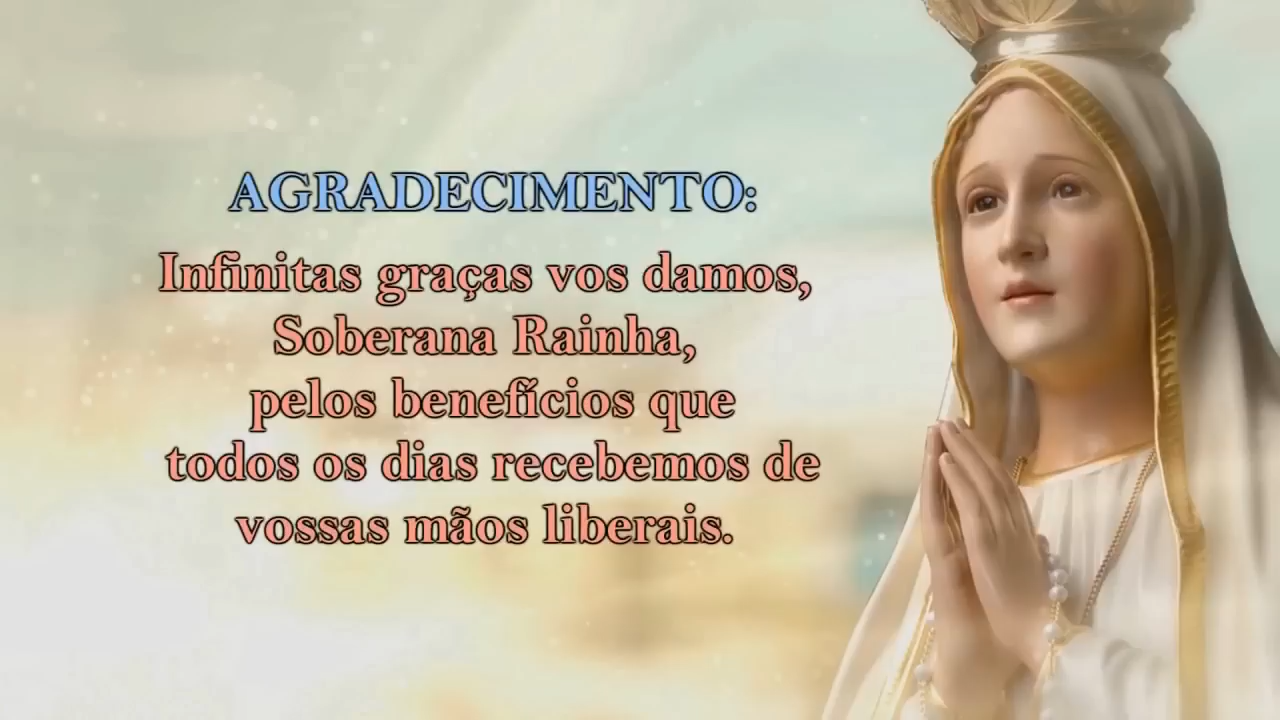 AGRADECIMENTO:
Infinitas graças vos damos,
Soberana Rainha,
pelos benefícios que
todos os dias recebemos de
vossas mãos liberais.